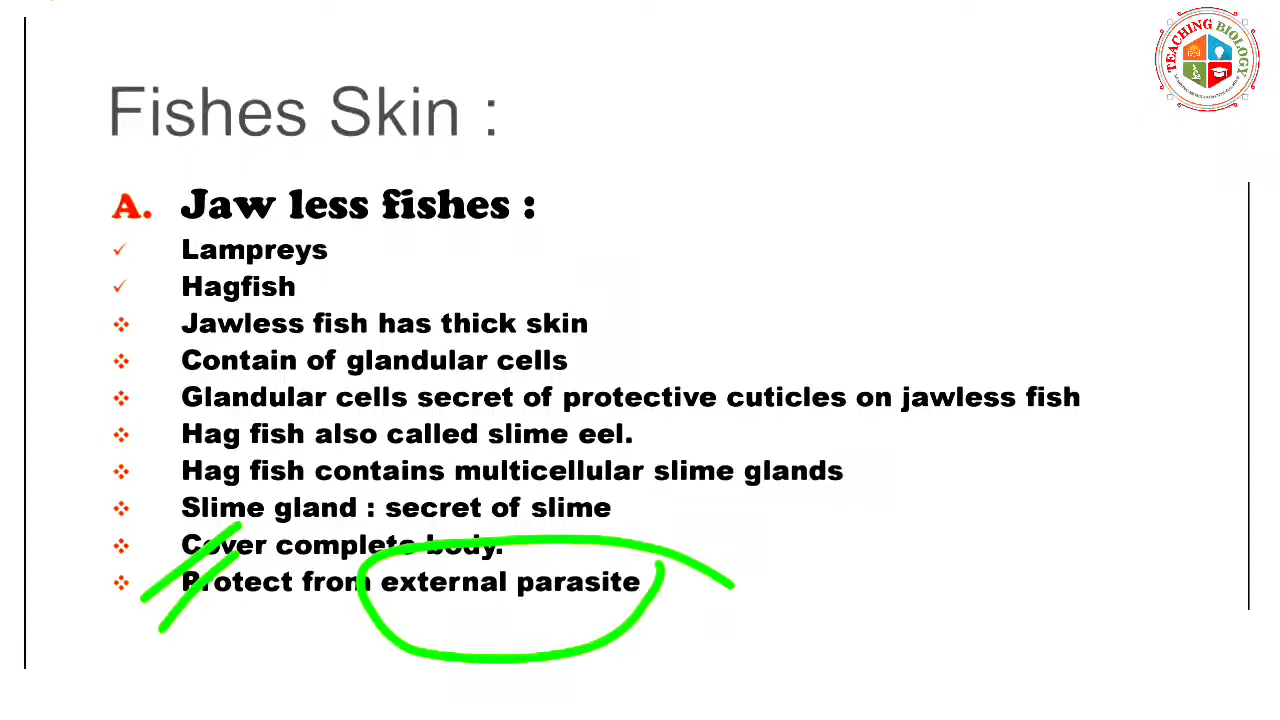 TEACHING BIOLOGY
Fishes Skin :
A. Jaw less fishes :
Lampreys
Hagfish
Jawless fish has thick skin
Contain of glandular cells
Glandular cells secret of protective cuticles on jawless fish
Hag fish also called slime eel.
Hag fish contains multicellular slime glands
Slime gland : secret of slime
Cover complete body.
Protect from external parasite